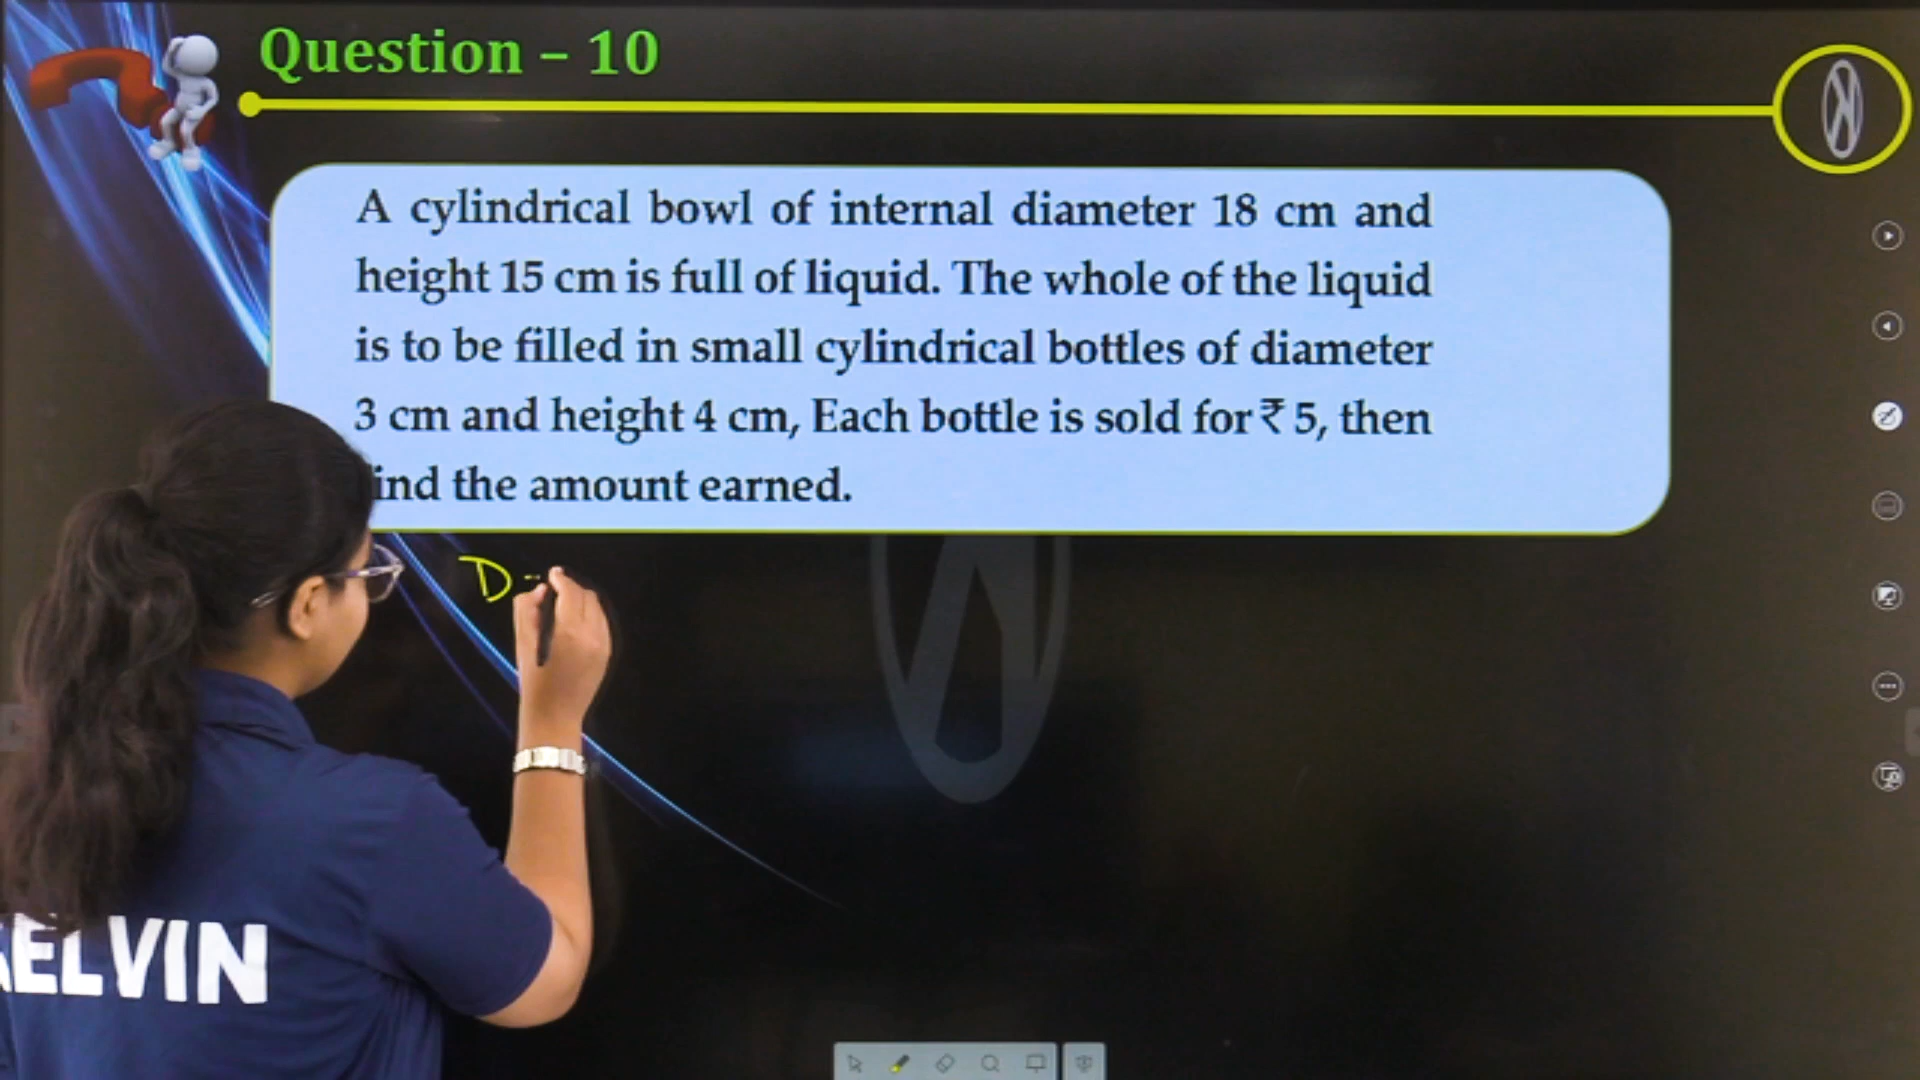 Question – 10
A cylindrical bowl of internal diameter 18 cm and
height 15 cm is full of liquid. The whole of the liquid
is to be filled in small cylindrical bottles of diameter
3 cm and height 4 cm, Each bottle is sold for ₹ 5, then
ind the amount earned.
D -
ELVIN